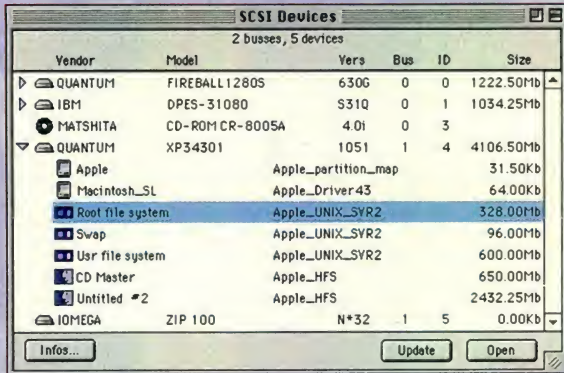 SCSI Devices
2 busses, 5 devices
Vendor Model Vers Bus ID Size
QUANTUM FIREBALL1280S 630G 0 0 1222.50Mb
IBM DPES-31080 S31Q 0 1 1034.25Mb
MATSHITA CD-ROM CR-8005A 4.0i 0 3
QUANTUM XP34301 1051 1 4 4106.50Mb
Apple Apple_partition_map 31.50Kb
Macintosh_SL Apple_Driver43 64.00Kb
Root file system Apple_UNIX_SVR2 328.00Mb
Swap Apple_UNIX_SVR2 96.00Mb
Usr file system Apple_UNIX_SVR2 600.00Mb
CD Master Apple_HFS 650.00Mb
Untitled #2 Apple_HFS 2432.25Mb
IOMEGA ZIP 100 N*32 1 5 0.00Kb
Infos... Update Open